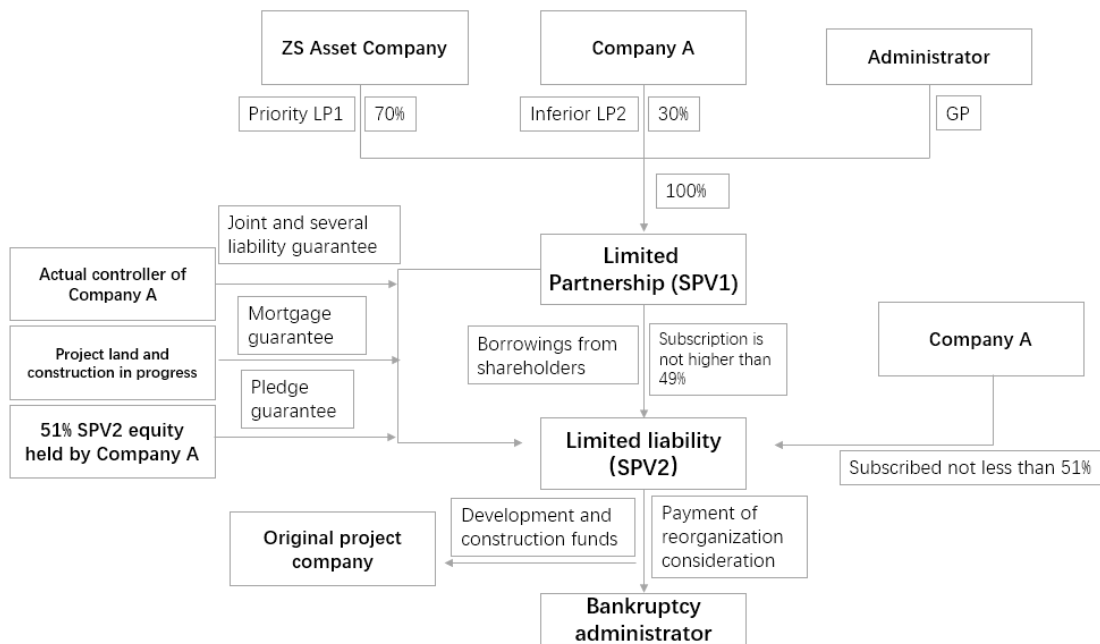 ZS Asset Company
Company A
Administrator
Priority LP1
70%
Inferior LP2
30%
GP
100%
Joint and several
liability guarantee
Limited
Partnership (SPV1)
Actual controller of
Company A
Mortgage
guarantee
Project land and
construction in progress
Borrowings from
shareholders
Subscription is
not higher than
49%
Company A
Pledge
guarantee
51% SPV2 equity
held by Company A
Limited liability
(SPV2)
Subscribed not less than 51%
Original project
company
Development and
construction funds
Payment of
reorganization
consideration
Bankruptcy
administrator